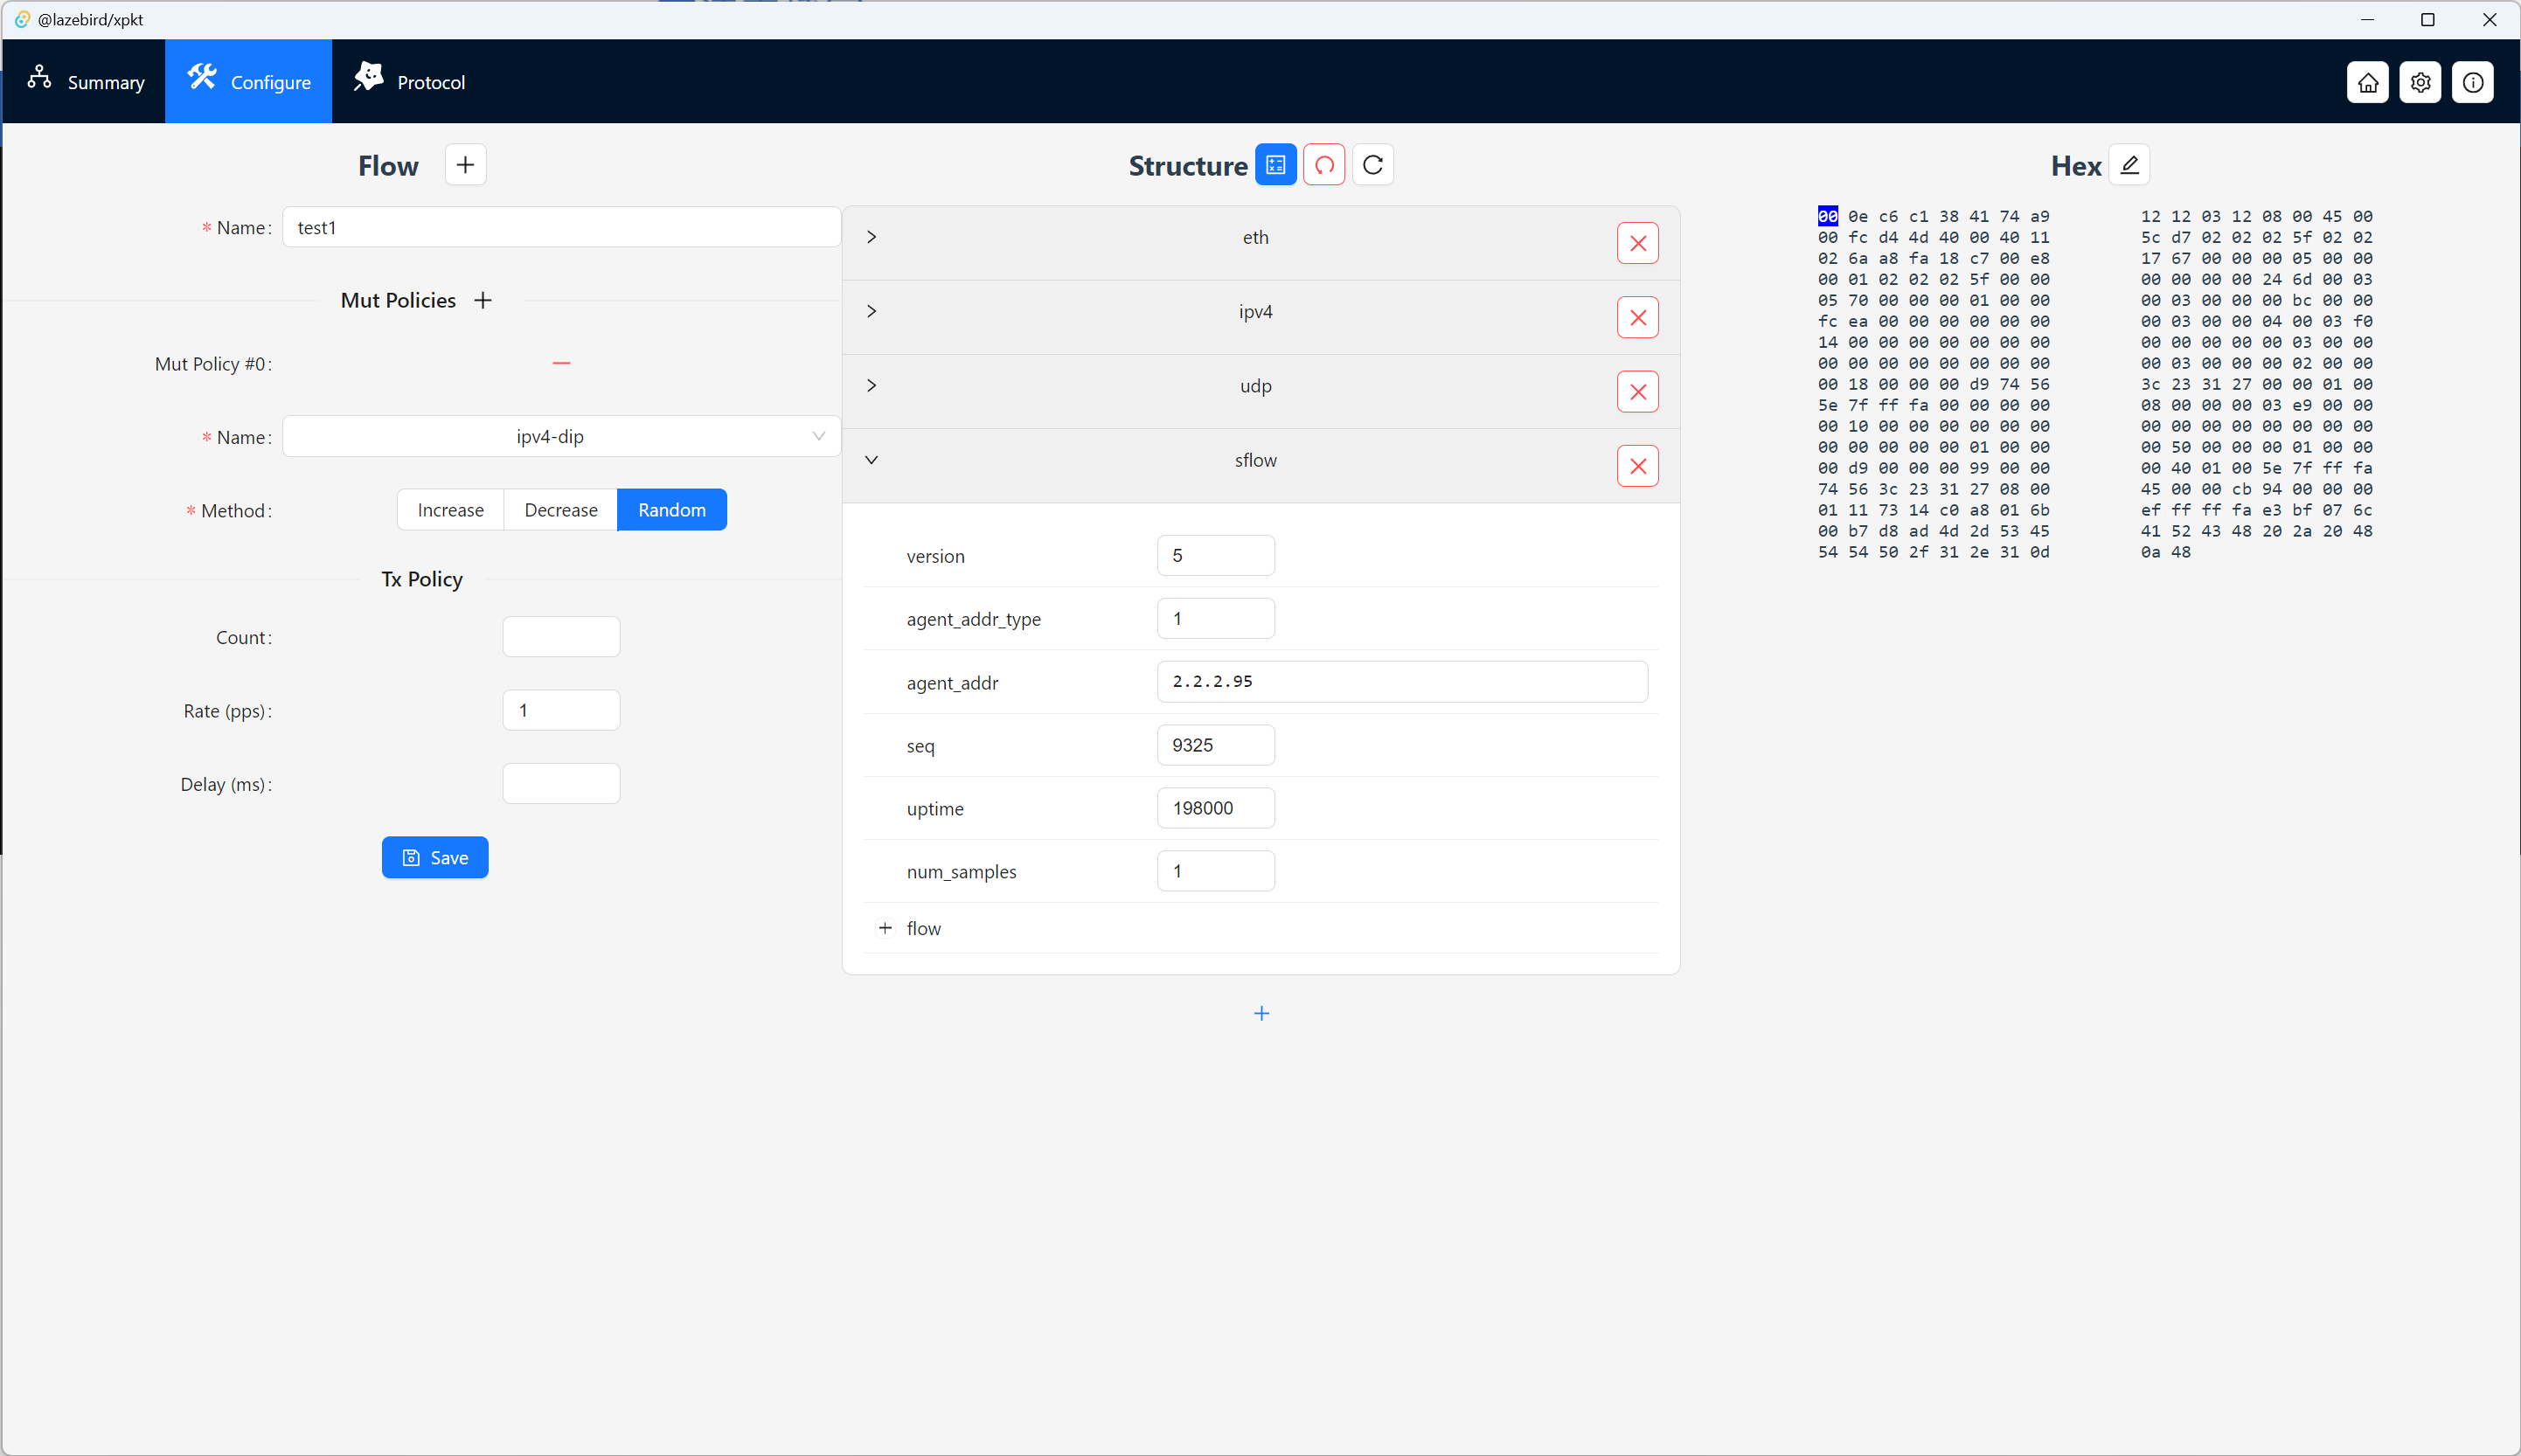 @lazebird/xpkt
Summary
Configure
Protocol
Flow
* Name:
test1
Mut Policies
Mut Policy #0:
* Name:
ipv4-dip
* Method:
Increase
Decrease
Random
Tx Policy
Count:
Rate (pps):
1
Delay (ms):
Save
Structure
eth
ipv4
udp
sflow
version
5
agent_addr_type
1
agent_addr
2.2.2.95
seq
9325
uptime
198000
num_samples
1
flow
Hex
00 0e c6 c1 38 41 74 a9 12 12 03 12 08 00 45 00
00 fc d4 4d 40 00 40 11 5c d7 02 02 02 5f 02 02
02 6a a8 fa 18 c7 00 e8 17 67 00 00 00 05 00 00
00 01 02 02 02 5f 00 00 00 00 00 00 24 6d 00 03
05 70 00 00 00 01 00 00 00 03 00 00 00 bc 00 00
fc ea 00 00 00 00 00 00 00 03 00 00 04 00 03 f0
14 00 00 00 00 00 00 00 00 00 00 00 00 03 00 00
00 00 00 00 00 00 00 00 00 03 00 00 00 02 00 00
00 18 00 00 00 d9 74 56 3c 23 31 27 00 00 01 00
5e 7f ff fa 00 00 00 00 08 00 00 00 03 e9 00 00
00 10 00 00 00 00 00 00 00 00 00 00 00 00 00 00
00 00 00 00 00 01 00 00 00 50 00 00 00 01 00 00
00 d9 00 00 00 99 00 00 00 40 01 00 5e 7f ff fa
74 56 3c 23 31 27 08 00 45 00 00 cb 94 00 00 00
01 11 73 14 c0 a8 01 6b ef ff ff fa e3 bf 07 6c
00 b7 d8 ad 4d 2d 53 45 41 52 43 48 20 2a 20 48
54 54 50 2f 31 2e 31 0d 0a 48